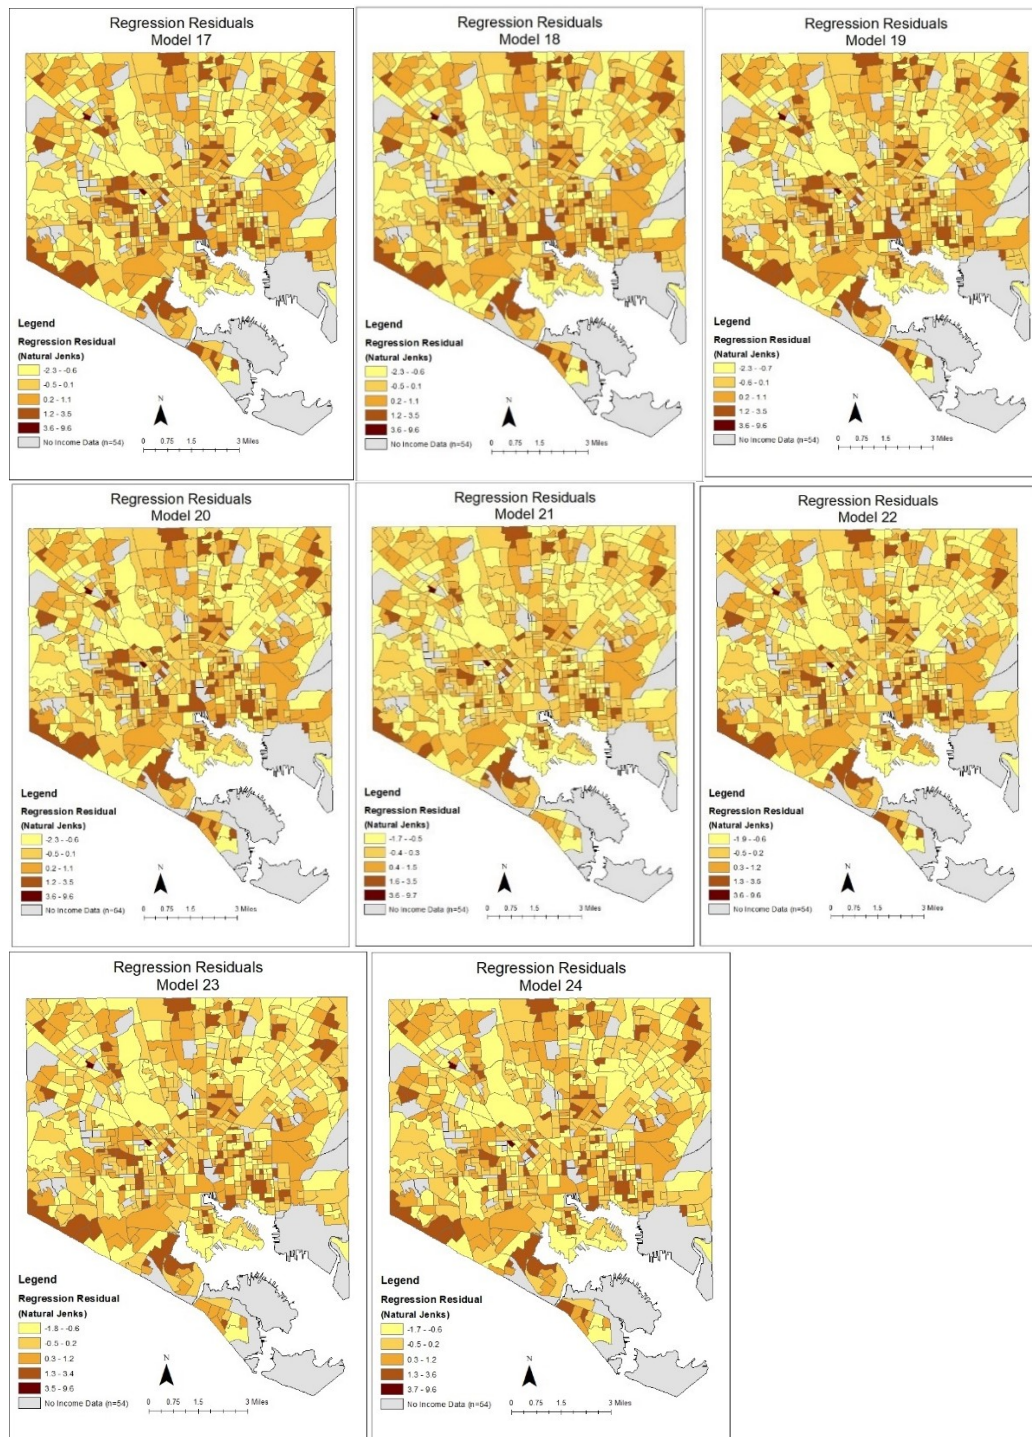 Regression Residuals
Model 17
N
Legend
Regression Residual
(Natural Jenks)
-2.3 - -0.6
-0.5 - 0.1
0.2 - 1.1
1.2 - 3.5
3.6 - 9.6
No Income Data (n=54)
0 0.75 1.5 3 Miles
Regression Residuals
Model 18
N
Legend
Regression Residual
(Natural Jenks)
-2.3 - -0.6
-0.5 - 0.1
0.2 - 1.1
1.2 - 3.5
3.6 - 9.6
No Income Data (n=54)
0 0.75 1.5 3 Miles
Regression Residuals
Model 19
N
Legend
Regression Residual
(Natural Jenks)
-2.3 - -0.7
-0.6 - 0.1
0.2 - 1.1
1.2 - 3.5
3.6 - 9.6
No Income Data (n=54)
0 0.75 1.5 3 Miles
Regression Residuals
Model 20
N
Legend
Regression Residual
(Natural Jenks)
-2.3 - -0.6
-0.5 - 0.1
0.2 - 1.1
1.2 - 3.5
3.6 - 9.6
No Income Data (n=54)
0 0.75 1.5 3 Miles
Regression Residuals
Model 21
N
Legend
Regression Residual
(Natural Jenks)
-1.7 - -0.5
-0.4 - 0.3
0.4 - 1.5
1.6 - 3.5
3.6 - 9.7
No Income Data (n=54)
0 0.75 1.5 3 Miles
Regression Residuals
Model 22
N
Legend
Regression Residual
(Natural Jenks)
-1.9 - -0.6
-0.5 - 0.2
0.3 - 1.2
1.3 - 3.5
3.6 - 9.6
No Income Data (n=54)
0 0.75 1.5 3 Miles
Regression Residuals
Model 23
N
Legend
Regression Residual
(Natural Jenks)
-1.8 - -0.6
-0.5 - 0.2
0.3 - 1.2
1.3 - 3.4
3.5 - 9.6
No Income Data (n=54)
0 0.75 1.5 3 Miles
Regression Residuals
Model 24
N
Legend
Regression Residual
(Natural Jenks)
-1.7 - -0.6
-0.5 - 0.2
0.3 - 1.2
1.3 - 3.6
3.7 - 9.6
No Income Data (n=54)
0 0.75 1.5 3 Miles